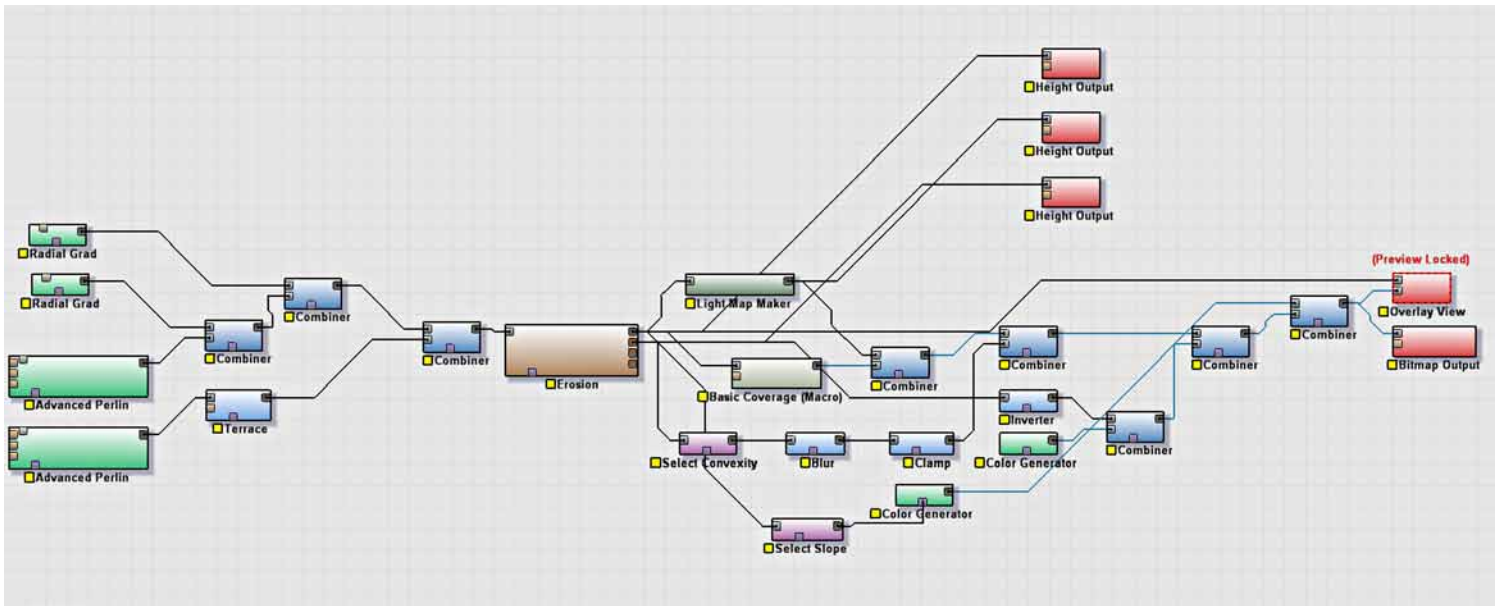 Height Output
Height Output
Height Output
Radial Grad
(Preview Locked)
Radial Grad
Light Map Maker
Overlay View
Combiner
Combiner
Combiner
Combiner
Erosion
Combiner
Combiner
Combiner
Bitmap Output
Basic Coverage (Macro)
Combiner
Advanced Perlin
Terrace
Inverter
Combiner
Select Convexity
Blur
Clamp
Color Generator
Advanced Perlin
Color Generator
Select Slope